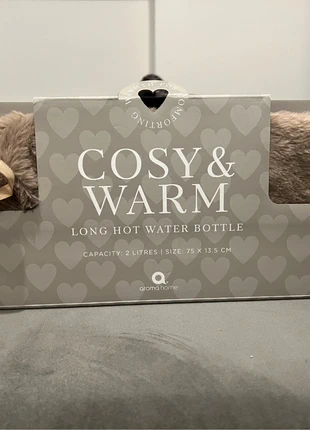 COMFORTING
COSY &
WARM
LONG HOT WATER BOTTLE
CAPACITY: 2 LITRES | SIZE: 75 X 13.5 CM
aroma home